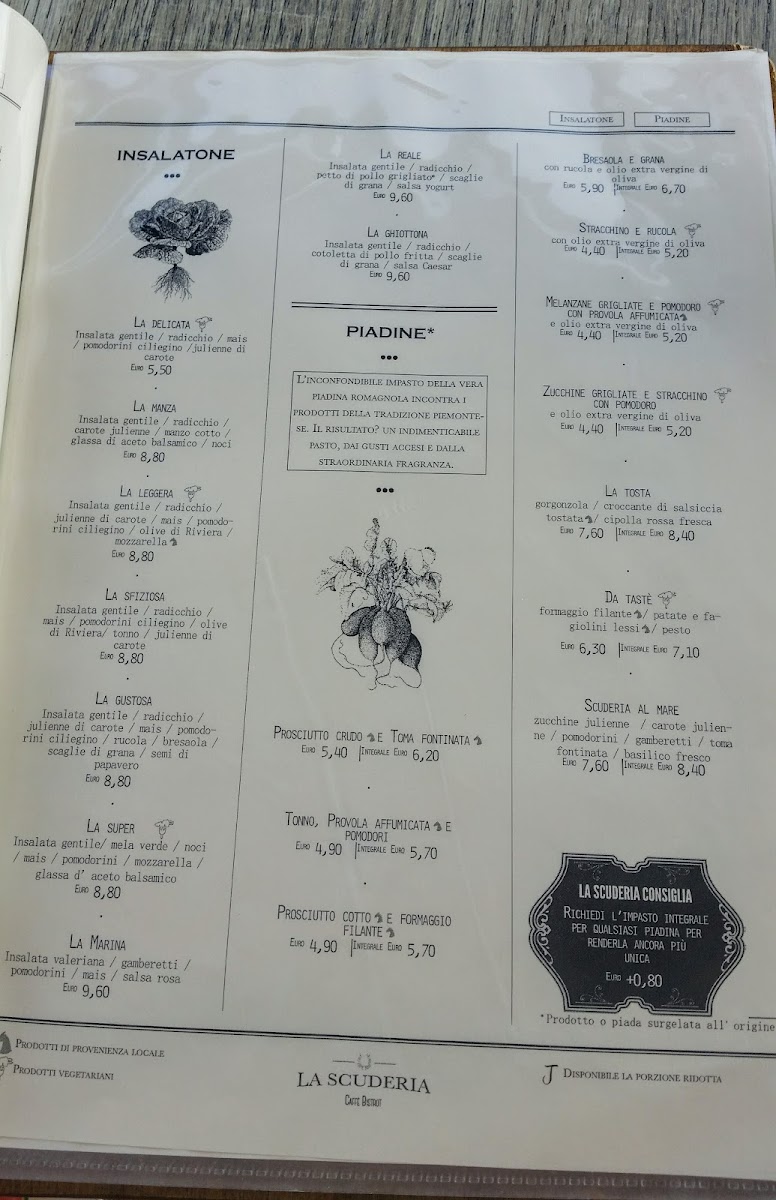 INSALATONE
PIADINE
INSALATONE
LA DELICATA
Insalata gentile / radicchio / mais
/ pomodorini ciliegino /julienne di
carote
EURO 5,50
LA MANZA
Insalata gentile / radicchio /
carote julienne / manzo cotto /
glassa di aceto balsamico / noci
EURO 8,80
LA LEGGERA
Insalata gentile / radicchio /
julienne di carote / mais / pomodo-
rini ciliegino / olive di Riviera /
mozzarella
EURO 8,80
LA SFIZIOSA
Insalata gentile / radicchio /
mais / pomodorini ciliegino / olive
di Riviera/ tonno / julienne di
carote
EURO 8,80
LA GUSTOSA
Insalata gentile / radicchio /
julienne di carote / mais / pomodo-
rini ciliegino / rucola / bresaola /
scaglie di grana / semi di
papavero
EURO 8,80
LA SUPER
Insalata gentile/ mela verde / noci
/ mais / pomodorini / mozzarella /
glassa d' aceto balsamico
EURO 8,80
LA MARINA
Insalata valeriana / gamberetti /
pomodorini / mais / salsa rosa
EURO 9,60
LA REALE
Insalata gentile / radicchio /
petto di pollo grigliato* / scaglie
di grana / salsa yogurt
EURO 9,60
LA GHIOTTONA
Insalata gentile / radicchio /
cotoletta di pollo fritta / scaglie
di grana / salsa Caesar
EURO 9,60
PIADINE*
L'INCONFONDIBILE IMPASTO DELLA VERA
PIADINA ROMAGNOLA INCONTRA I
PRODOTTI DELLA TRADIZIONE PIEMONTE-
SE. IL RISULTATO? UN INDIMENTICABILE
PASTO, DAI GUSTI ACCESI E DALLA
STRAORDINARIA FRAGRANZA.
PROSCIUTTO CRUDO E TOMA FONTINATA
EURO 5,40 |INTEGRALE EURO 6,20
TONNO, PROVOLA AFFUMICATA E
POMODORI
EURO 4,90 |INTEGRALE EURO 5,70
PROSCIUTTO COTTO E FORMAGGIO
FILANTE
EURO 4,90 |INTEGRALE EURO 5,70
BRESAOLA E GRANA
con rucola e olio extra vergine di
oliva
EURO 5,90 |INTEGRALE EURO 6,70
STRACCHINO E RUCOLA
con olio extra vergine di oliva
EURO 4,40 |INTEGRALE EURO 5,20
MELANZANE GRIGLIATE E POMODORO
CON PROVOLA AFFUMICATA
e olio extra vergine di oliva
EURO 4,40 |INTEGRALE EURO 5,20
ZUCCHINE GRIGLIATE E STRACCHINO
CON POMODORO
e olio extra vergine di oliva
EURO 4,40 |INTEGRALE EURO 5,20
LA TOSTA
gorgonzola / croccante di salsiccia
tostata / cipolla rossa fresca
EURO 7,60 |INTEGRALE EURO 8,40
DA TASTÈ
formaggio filante / patate e fa-
giolini lessi / pesto
EURO 6,30 |INTEGRALE EURO 7,10
SCUDERIA AL MARE
zucchine julienne / carote julien-
ne / pomodorini / gamberetti / toma
fontinata / basilico fresco
EURO 7,60 |INTEGRALE EURO 8,40
LA SCUDERIA CONSIGLIA
RICHIEDI L'IMPASTO INTEGRALE
PER QUALSIASI PIADINA PER
RENDERLA ANCORA PIÙ
UNICA
EURO +0,80
*Prodotto o piada surgelata all' origine
PRODOTTI DI PROVENIENZA LOCALE
PRODOTTI VEGETARIANI
LA SCUDERIA
CAFFÈ BISTROT
J DISPONIBILE LA PORZIONE RIDOTTA